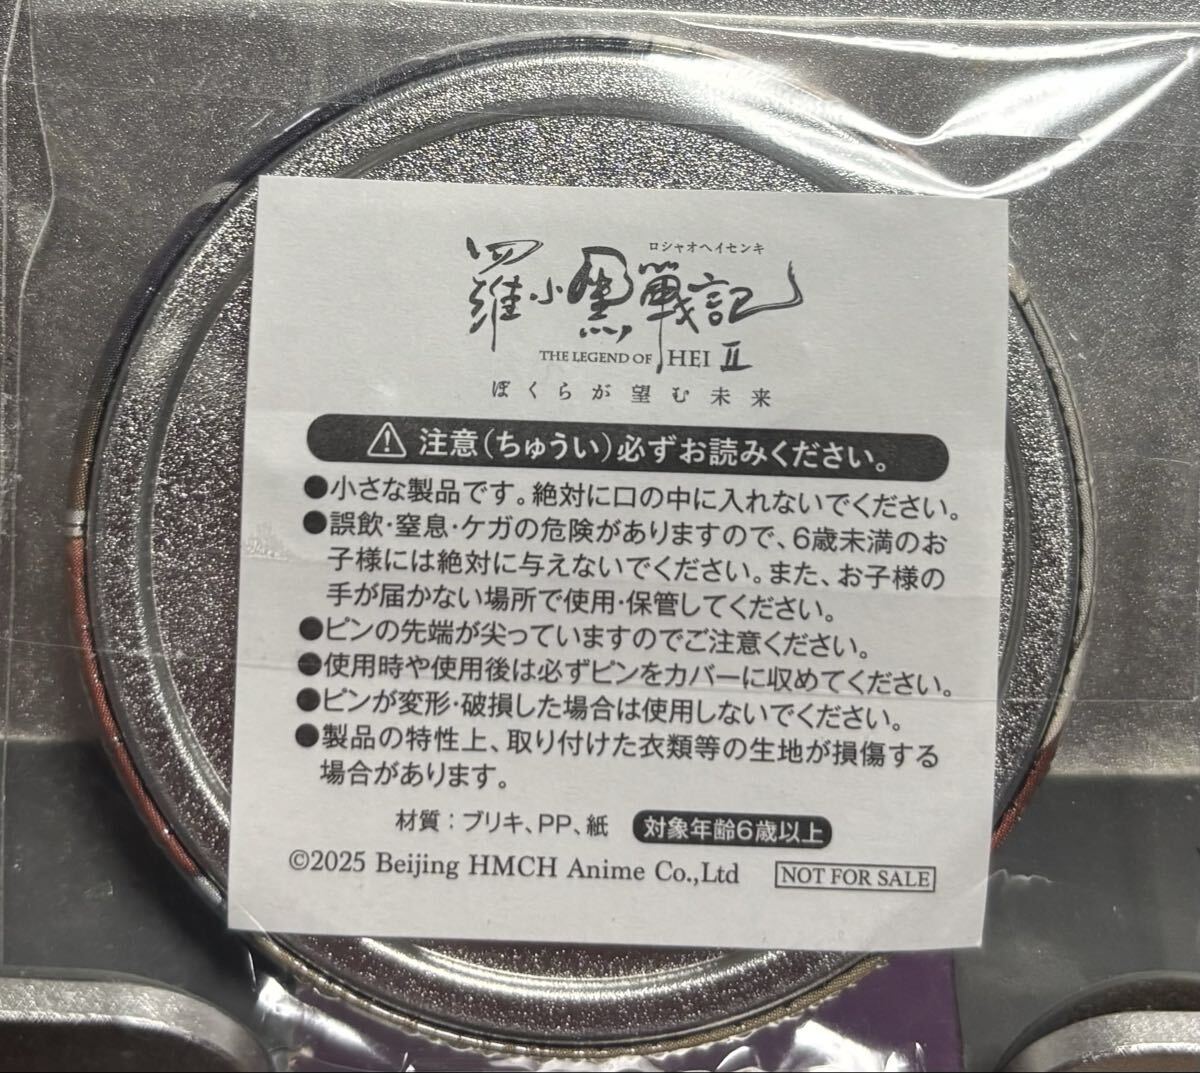 ロシャオヘイセンキ
羅小黒戦記
THE LEGEND OF HEI Ⅱ
ぼくらが望む未来
注意(ちゅうい)必ずお読みください。
●小さな製品です。絶対に口の中に入れないでください。
●誤飲・窒息・ケガの危険がありますので、6歳未満のお
子様には絶対に与えないでください。また、お子様の
手が届かない場所で使用・保管してください。
●ピンの先端が尖っていますのでご注意ください。
●使用時や使用後は必ずピンをカバーに収めてください。
●ピンが変形・破損した場合は使用しないでください。
●製品の特性上、取り付けた衣類等の生地が損傷する
場合があります。
材質:ブリキ、PP、紙 対象年齢6歳以上
©2025 Beijing HMCH Anime Co.,Ltd NOT FOR SALE